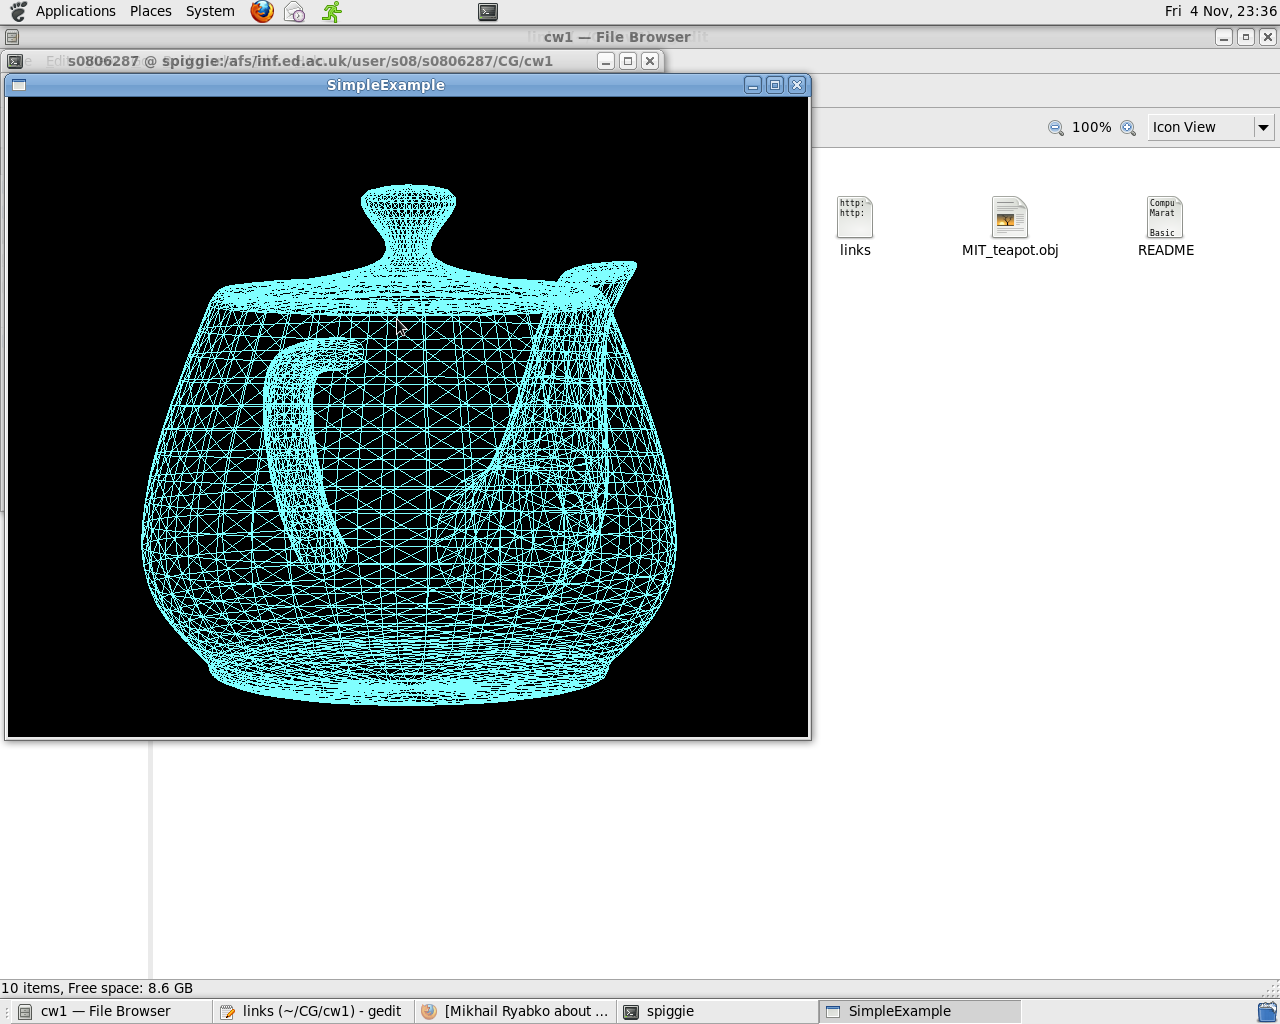 Applications Places System Fri 4 Nov, 23:36
cw1 — File Browser
s0806287 @ spiggie:/afs/inf.ed.ac.uk/user/s08/s0806287/CG/cw1
SimpleExample
100% Icon View
http:
http:
links
MIT_teapot.obj
Compu
Marat
Basic
README
10 items, Free space: 8.6 GB
cw1 — File Browser links (~/CG/cw1) - gedit [Mikhail Ryabko about ... spiggie SimpleExample